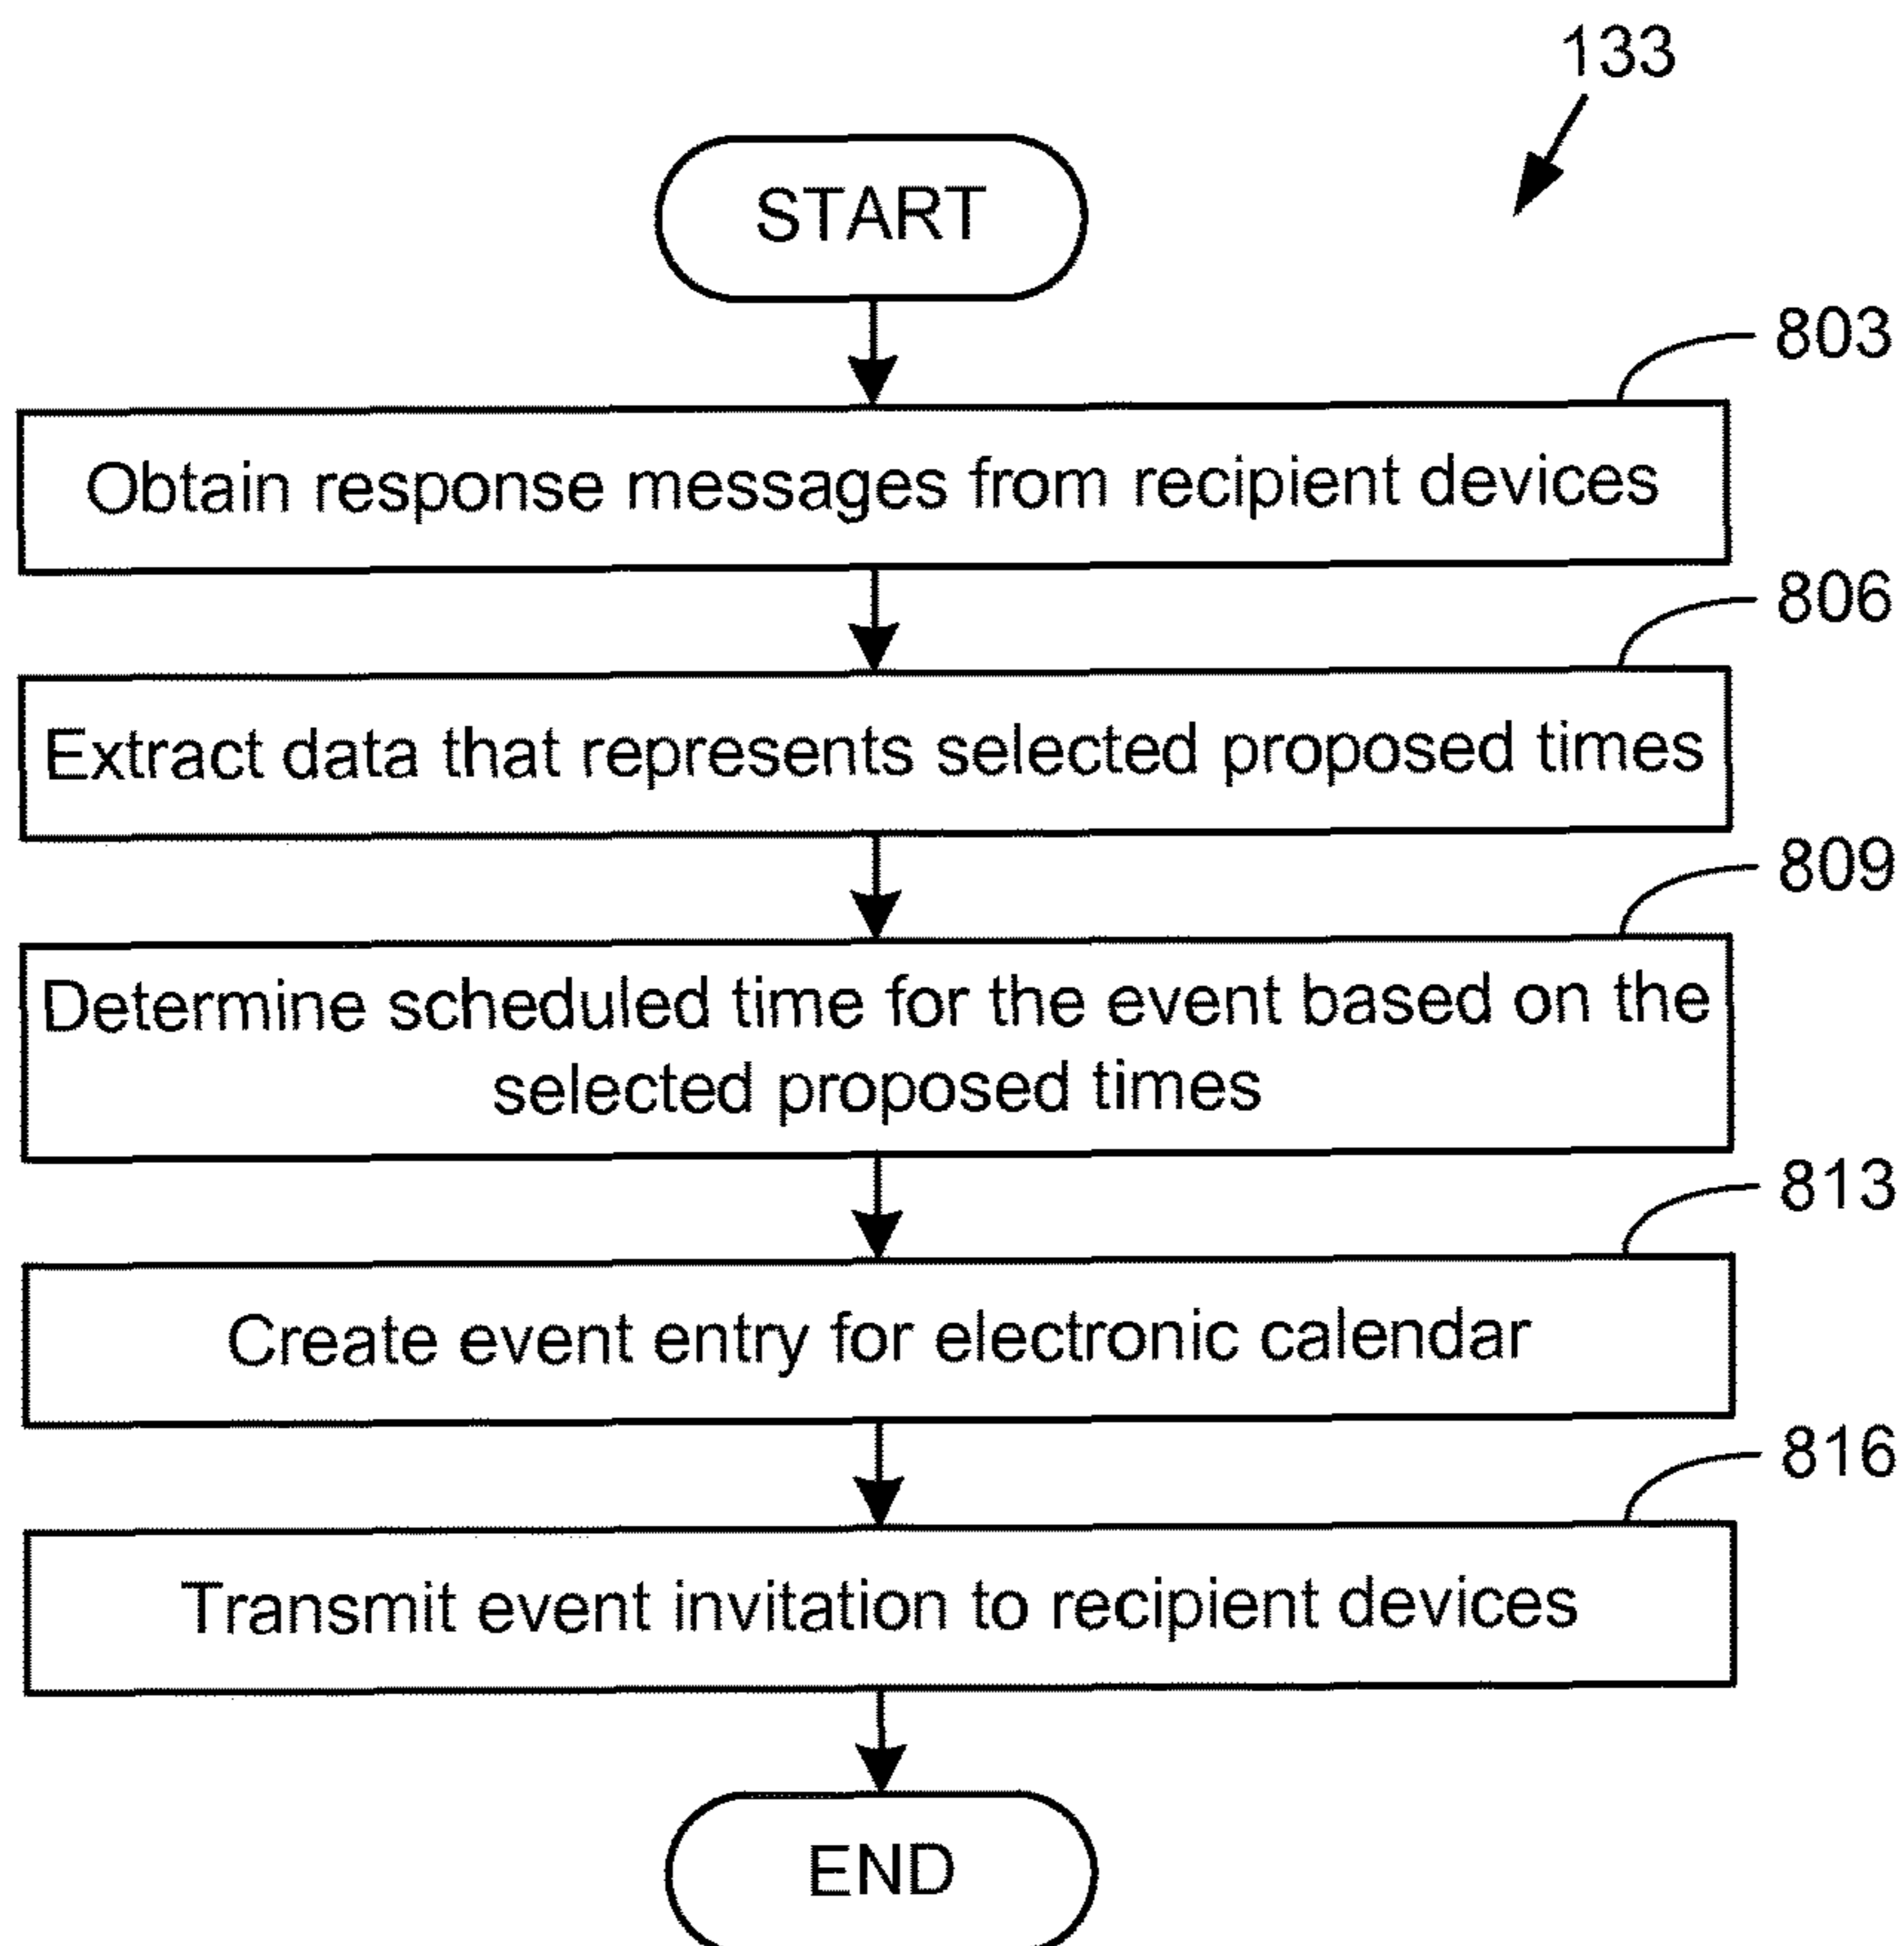 133
START
803
Obtain response messages from recipient devices
806
Extract data that represents selected proposed times
809
Determine scheduled time for the event based on the
selected proposed times
813
Create event entry for electronic calendar
816
Transmit event invitation to recipient devices
END